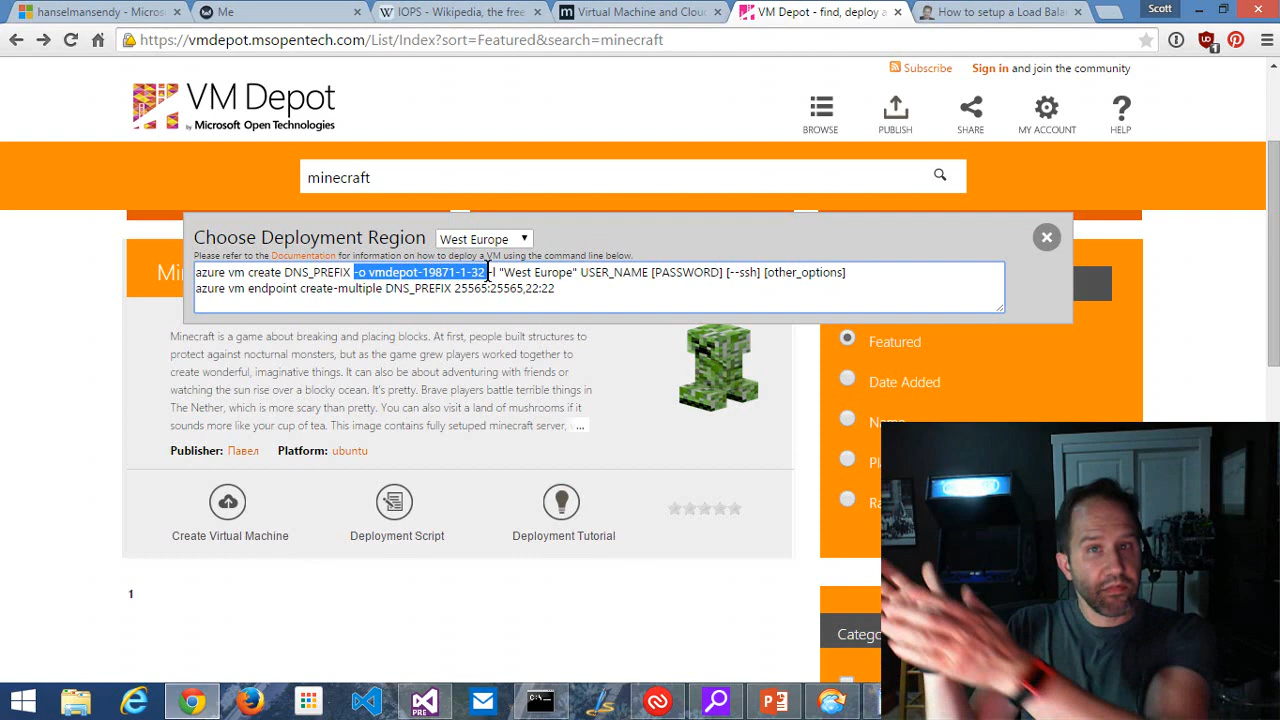 hanselmansendy - Microso
Me
IOPS - Wikipedia, the free
Virtual Machine and Clou
VM Depot - find, deploy a
How to setup a Load Bala
Scott
https://vmdepot.msopentech.com/List/Index?sort=Featured&search=minecraft
Subscribe
Sign in and join the community
VM Depot
by Microsoft Open Technologies
BROWSE
PUBLISH
SHARE
MY ACCOUNT
HELP
minecraft
Choose Deployment Region
West Europe
Please refer to the Documentation for information on how to deploy a VM using the command line below.
azure vm create DNS_PREFIX -o vmdepot-19871-1-32 -l "West Europe" USER_NAME [PASSWORD] [--ssh] [other_options]
azure vm endpoint create-multiple DNS_PREFIX 25565:25565,22:22
Min
Minecraft is a game about breaking and placing blocks. At first, people built structures to
protect against nocturnal monsters, but as the game grew players worked together to
create wonderful, imaginative things. It can also be about adventuring with friends or
watching the sun rise over a blocky ocean. It's pretty. Brave players battle terrible things in
The Nether, which is more scary than pretty. You can also visit a land of mushrooms if it
sounds more like your cup of tea. This image contains fully setuped minecraft server, ...
Publisher: Павел Platform: ubuntu
Create Virtual Machine
Deployment Script
Deployment Tutorial
Featured
Date Added
Name
Pl
Ra
1
Catego
PRE